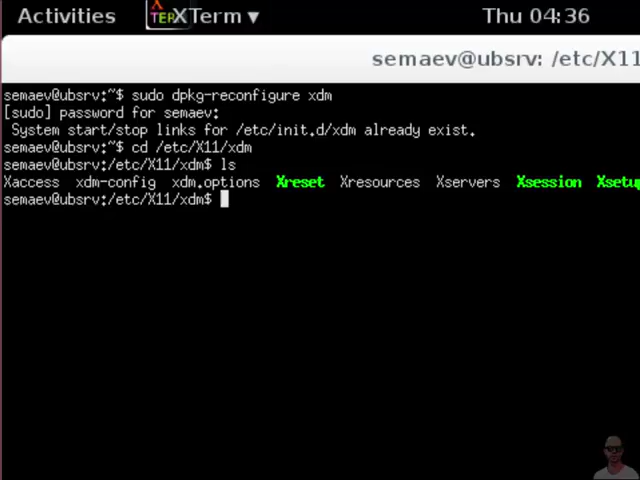 Activities XTerm ▾ Thu 04:36
semaev@ubsrv: /etc/X11
semaev@ubsrv:~$ sudo dpkg-reconfigure xdm
[sudo] password for semaev:
 System start/stop links for /etc/init.d/xdm already exist.
semaev@ubsrv:~$ cd /etc/X11/xdm
semaev@ubsrv:/etc/X11/xdm$ ls
Xaccess xdm-config xdm.options Xreset Xresources Xservers Xsession Xsetup
semaev@ubsrv:/etc/X11/xdm$